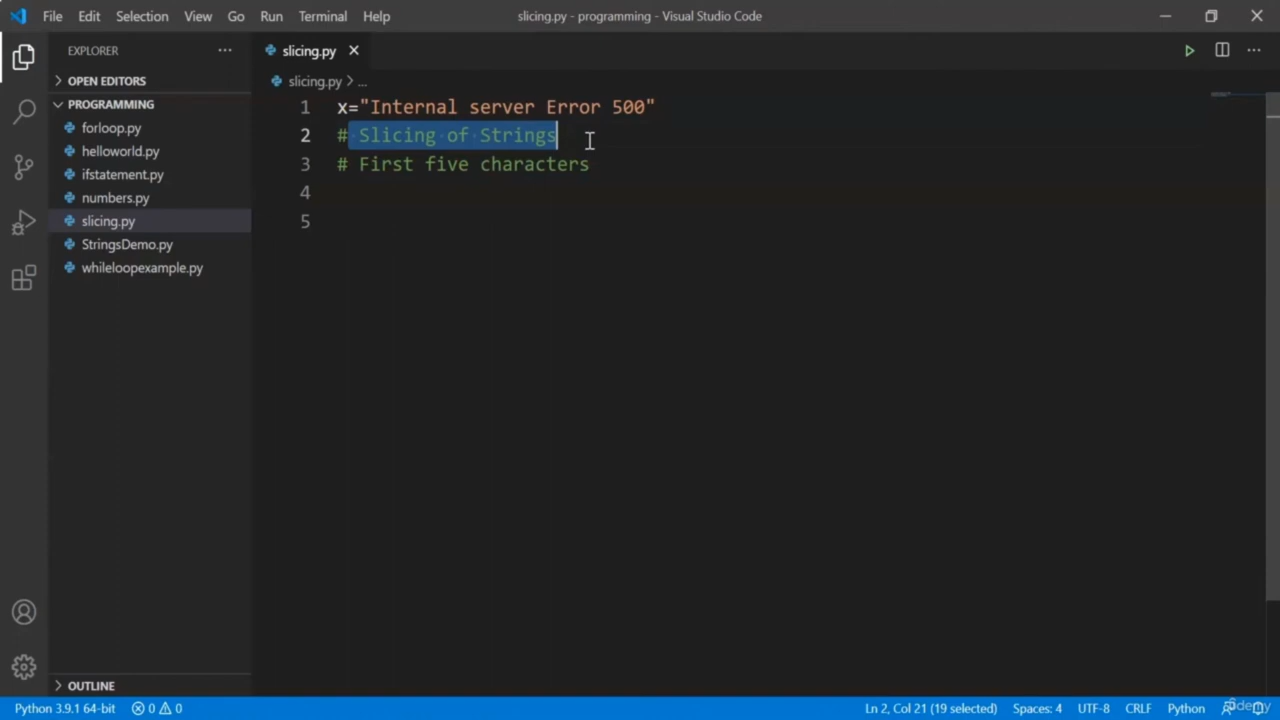 File Edit Selection View Go Run Terminal Help
slicing.py - programming - Visual Studio Code
EXPLORER ...
slicing.py
OPEN EDITORS
slicing.py > ...
PROGRAMMING
forloop.py
helloworld.py
ifstatement.py
numbers.py
slicing.py
StringsDemo.py
whileloopexample.py
1 x="Internal server Error 500"
2 # Slicing of Strings
3 # First five characters
4
5
OUTLINE
Python 3.9.1 64-bit 0 0 Ln 2, Col 21 (19 selected) Spaces: 4 UTF-8 CRLF Python
Udemy